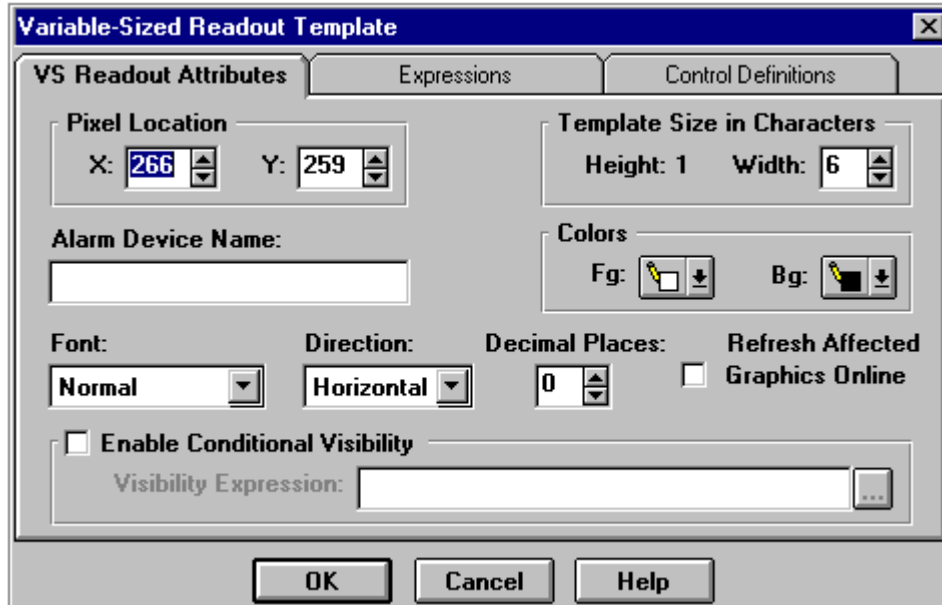 Variable-Sized Readout Template
VS Readout Attributes Expressions Control Definitions
Pixel Location Template Size in Characters
X: 266 Y: 259 Height: 1 Width: 6
Alarm Device Name: Colors
Fg: Bg:
Font: Direction: Decimal Places: Refresh Affected
Normal Horizontal 0 Graphics Online
Enable Conditional Visibility
Visibility Expression: ...
OK Cancel Help